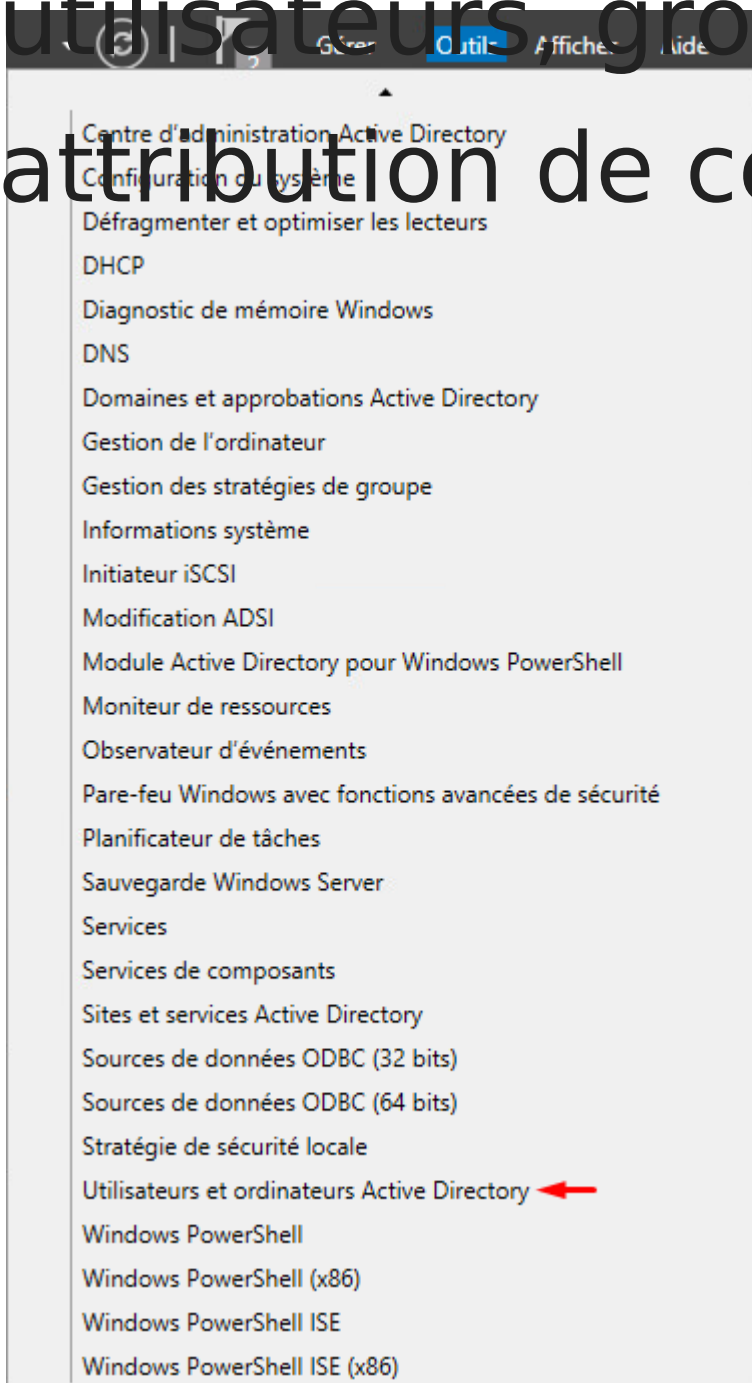 utilisateurs, gro
Gérer Outils Afficher Aide
2
attribution de co
Centre d'administration Active Directory
Configuration du système
Défragmenter et optimiser les lecteurs
DHCP
Diagnostic de mémoire Windows
DNS
Domaines et approbations Active Directory
Gestion de l'ordinateur
Gestion des stratégies de groupe
Informations système
Initiateur iSCSI
Modification ADSI
Module Active Directory pour Windows PowerShell
Moniteur de ressources
Observateur d'événements
Pare-feu Windows avec fonctions avancées de sécurité
Planificateur de tâches
Sauvegarde Windows Server
Services
Services de composants
Sites et services Active Directory
Sources de données ODBC (32 bits)
Sources de données ODBC (64 bits)
Stratégie de sécurité locale
Utilisateurs et ordinateurs Active Directory
Windows PowerShell
Windows PowerShell (x86)
Windows PowerShell ISE
Windows PowerShell ISE (x86)